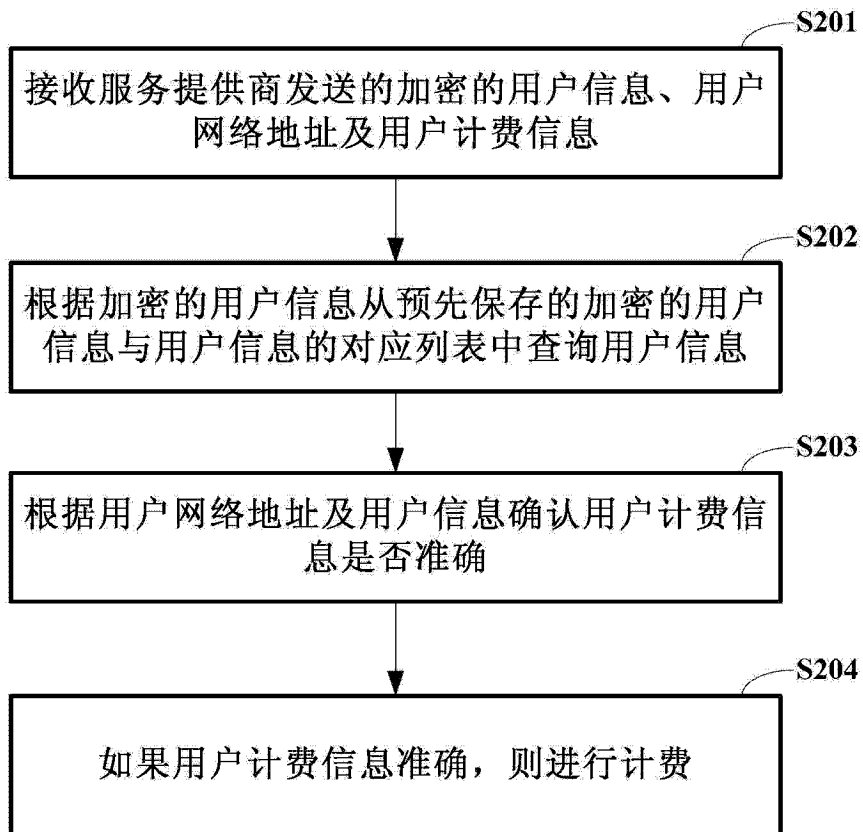 S201
接收服务提供商发送的加密的用户信息、用户
网络地址及用户计费信息
S202
根据加密的用户信息从预先保存的加密的用户
信息与用户信息的对应列表中查询用户信息
S203
根据用户网络地址及用户信息确认用户计费信
息是否准确
S204
如果用户计费信息准确，则进行计费